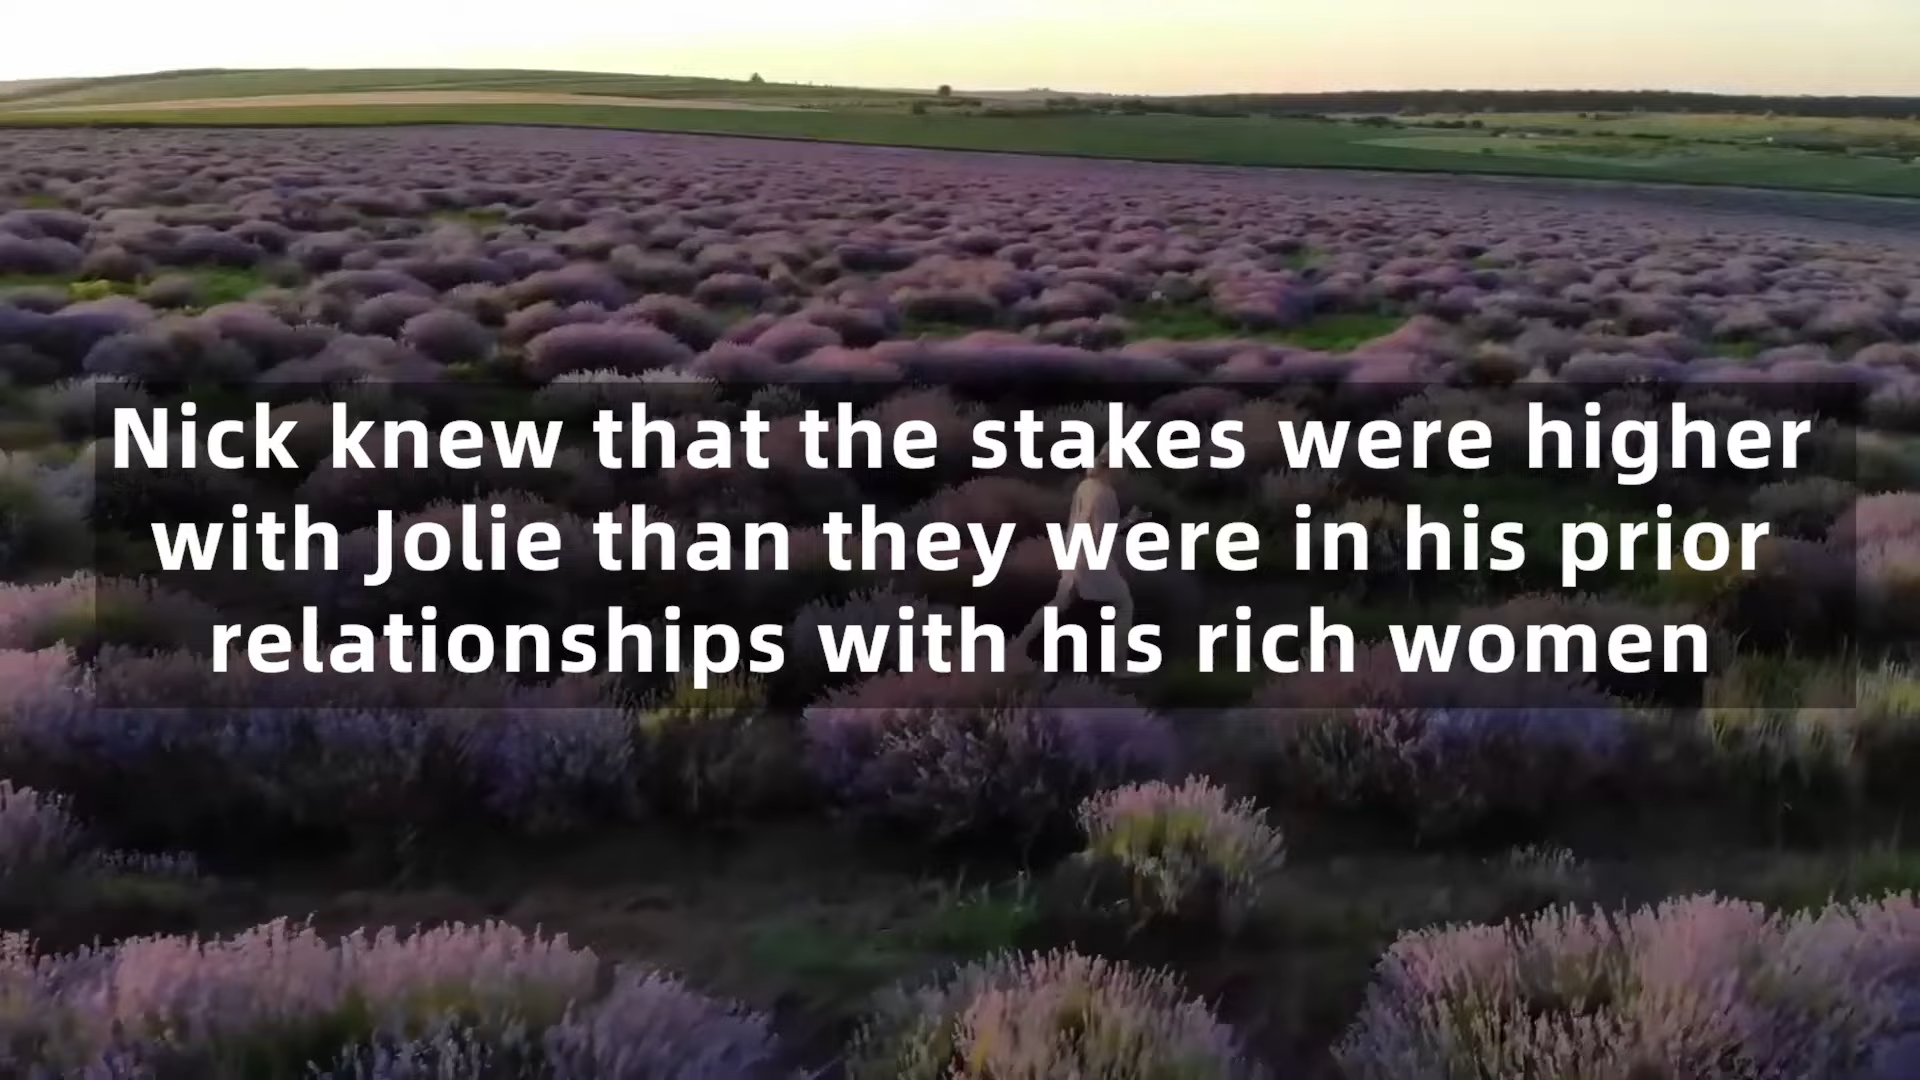 Nick knew that the stakes were higher
with Jolie than they were in his prior
relationships with his rich women